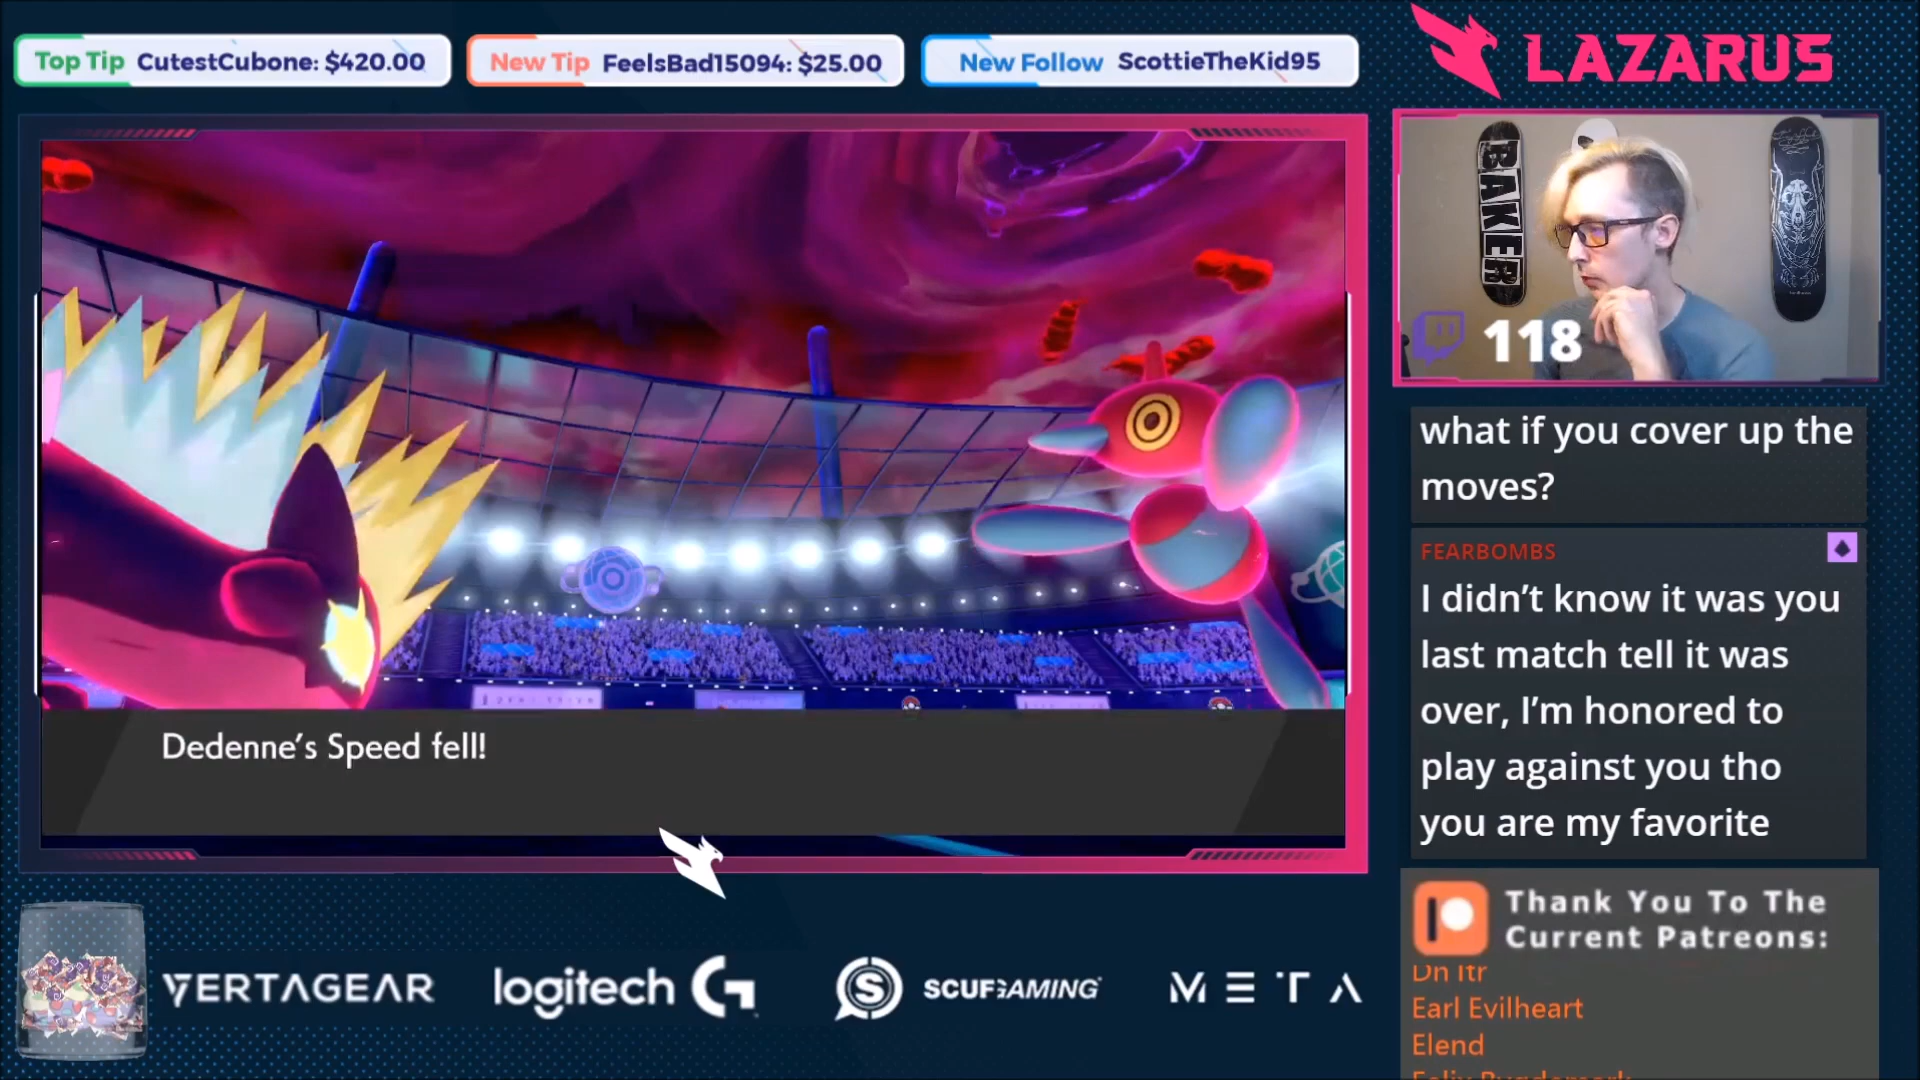 Top Tip CutestCubone: $420.00
New Tip FeelsBad15094: $25.00
New Follow ScottieTheKid95
LAZARUS
BAKER
118
what if you cover up the
moves?
FEARBOMBS
I didn't know it was you
last match tell it was
over, I'm honored to
play against you tho
you are my favorite
Dedenne's Speed fell!
Thank You To The
Current Patreons:
Dn Itr
Earl Evilheart
Elend
VERTAGEAR
logitech G
S SCUFGAMING
META